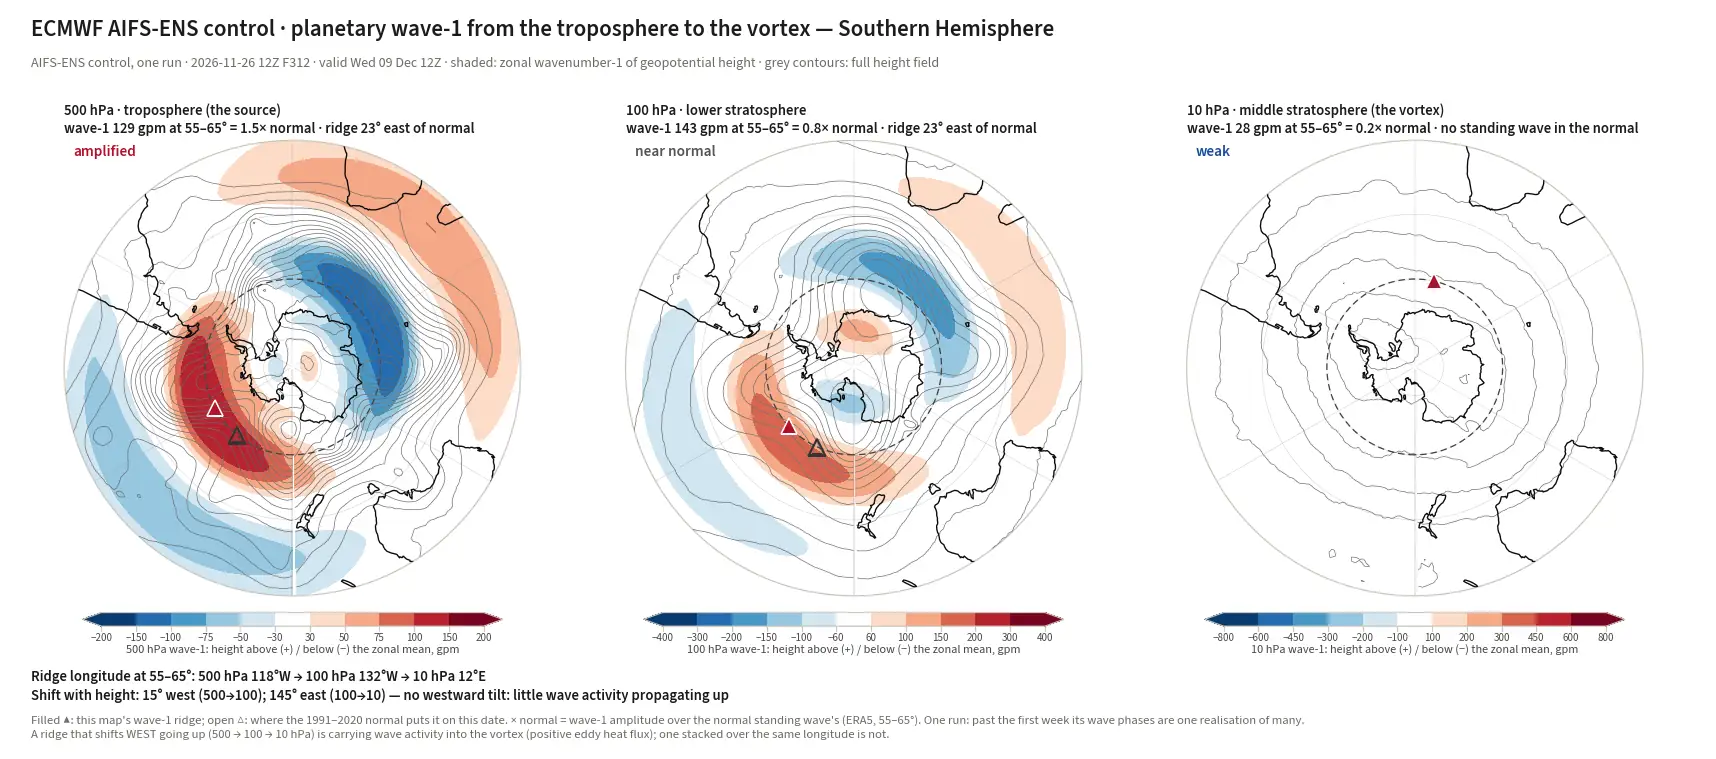 ECMWF AIFS-ENS control · planetary wave-1 from the troposphere to the vortex — Southern Hemisphere
AIFS-ENS control, one run · 2026-11-26 12Z F312 · valid Wed 09 Dec 12Z · shaded: zonal wavenumber-1 of geopotential height · grey contours: full height field
500 hPa · troposphere (the source)
wave-1 129 gpm at 55–65° = 1.5× normal · ridge 23° east of normal
amplified
100 hPa · lower stratosphere
wave-1 143 gpm at 55–65° = 0.8× normal · ridge 23° east of normal
near normal
10 hPa · middle stratosphere (the vortex)
wave-1 28 gpm at 55–65° = 0.2× normal · no standing wave in the normal
weak
−200 −150 −100 −75 −50 −30 30 50 75 100 150 200
500 hPa wave-1: height above (+) / below (−) the zonal mean, gpm
−400 −300 −200 −150 −100 −60 60 100 150 200 300 400
100 hPa wave-1: height above (+) / below (−) the zonal mean, gpm
−800 −600 −450 −300 −200 −100 100 200 300 450 600 800
10 hPa wave-1: height above (+) / below (−) the zonal mean, gpm
Ridge longitude at 55–65°: 500 hPa 118°W → 100 hPa 132°W → 10 hPa 12°E
Shift with height: 15° west (500→100); 145° east (100→10) — no westward tilt: little wave activity propagating up
Filled ▲: this map's wave-1 ridge; open △: where the 1991–2020 normal puts it on this date. × normal = wave-1 amplitude over the normal standing wave's (ERA5, 55–65°). One run: past the first week its wave phases are one realisation of many.
A ridge that shifts WEST going up (500 → 100 → 10 hPa) is carrying wave activity into the vortex (positive eddy heat flux); one stacked over the same longitude is not.